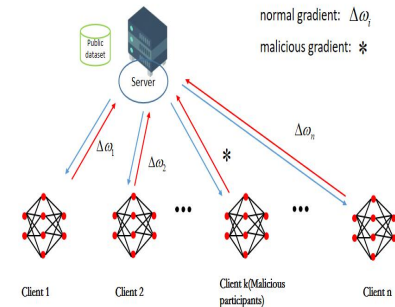 normal gradient: Δω_i
malicious gradient: *
Public
dataset
Server
Δω_1
Δω_2
*
Δω_n
...
...
Client 1
Client 2
Client k(Malicious
participants)
Client n